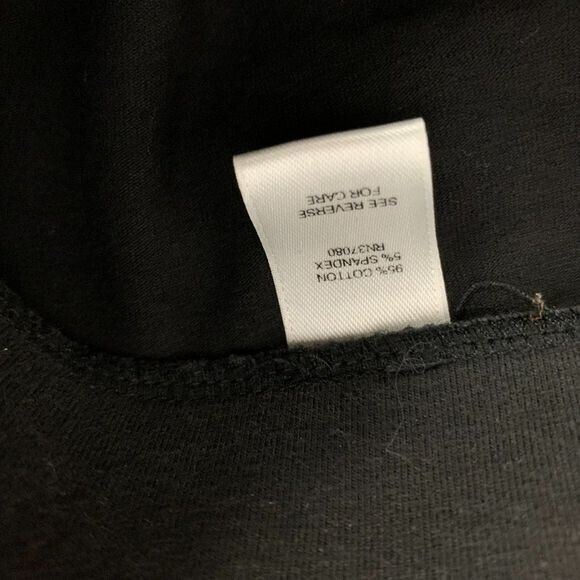 95% COTTON
5% SPANDEX
RN37080
SEE REVERSE
FOR CARE